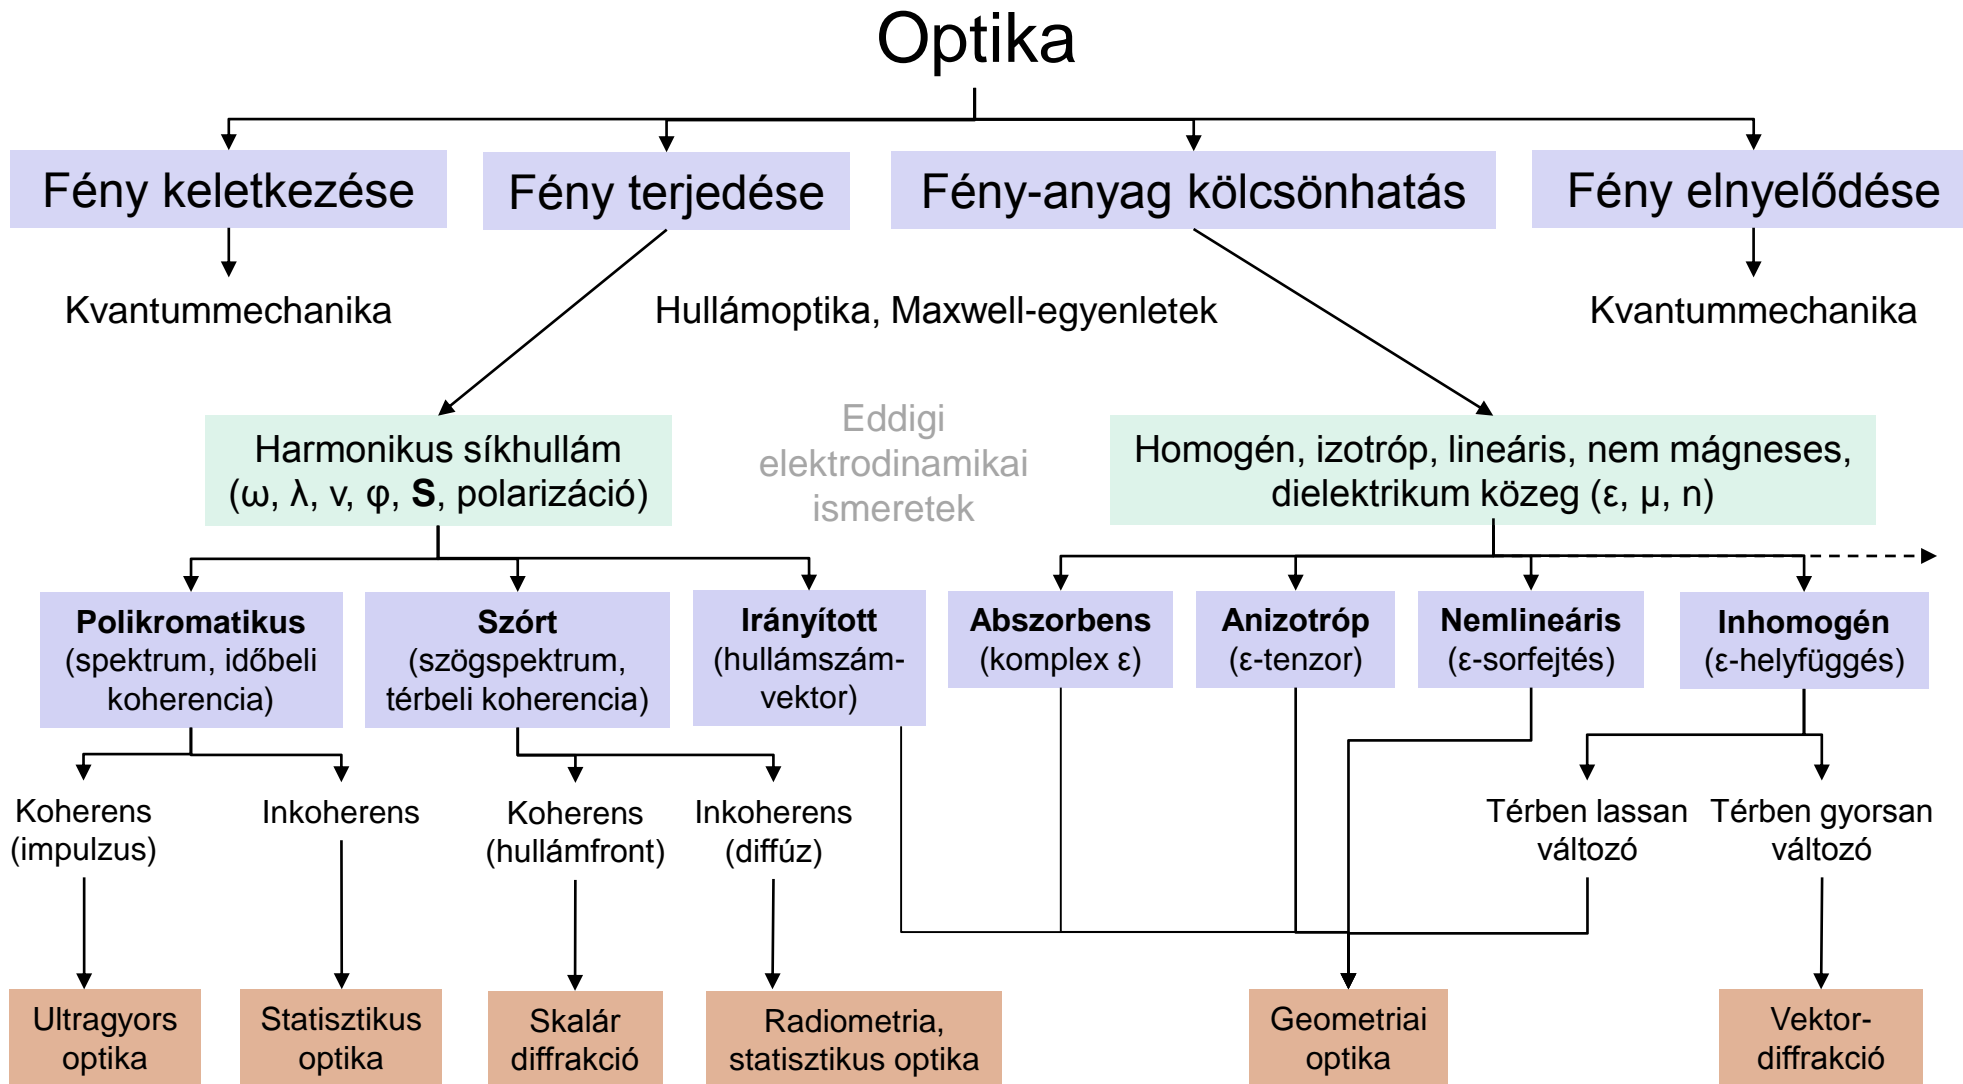 Optika
Fény keletkezése
Fény terjedése
Fény-anyag kölcsönhatás
Fény elnyelődése
Kvantummechanika
Hullámoptika, Maxwell-egyenletek
Kvantummechanika
Harmonikus síkhullám
(ω, λ, v, φ, S, polarizáció)
Eddigi
elektrodinamikai
ismeretek
Homogén, izotróp, lineáris, nem mágneses,
dielektrikum közeg (ε, μ, n)
Polikromatikus
(spektrum, időbeli
koherencia)
Szórt
(szögspektrum,
térbeli koherencia)
Irányított
(hullámszám-
vektor)
Abszorbens
(komplex ε)
Anizotróp
(ε-tenzor)
Nemlineáris
(ε-sorfejtés)
Inhomogén
(ε-helyfüggés)
Koherens
(impulzus)
Inkoherens
Koherens
(hullámfront)
Inkoherens
(diffúz)
Térben lassan
változó
Térben gyorsan
változó
Ultragyors
optika
Statisztikus
optika
Skalár
diffrakció
Radiometria,
statisztikus optika
Geometriai
optika
Vektor-
diffrakció